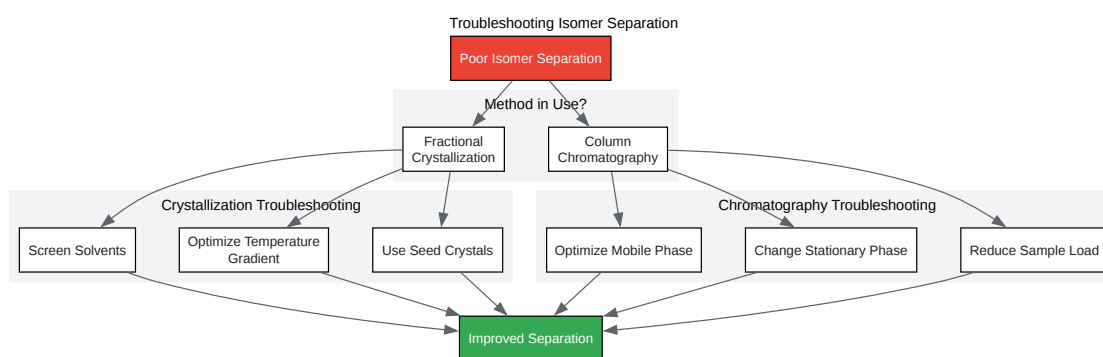 Troubleshooting Isomer Separation
Poor Isomer Separation
Method in Use?
Fractional
Crystallization
Column
Chromatography
Crystallization Troubleshooting
Chromatography Troubleshooting
Screen Solvents
Optimize Temperature
Gradient
Use Seed Crystals
Optimize Mobile Phase
Change Stationary Phase
Reduce Sample Load
Improved Separation